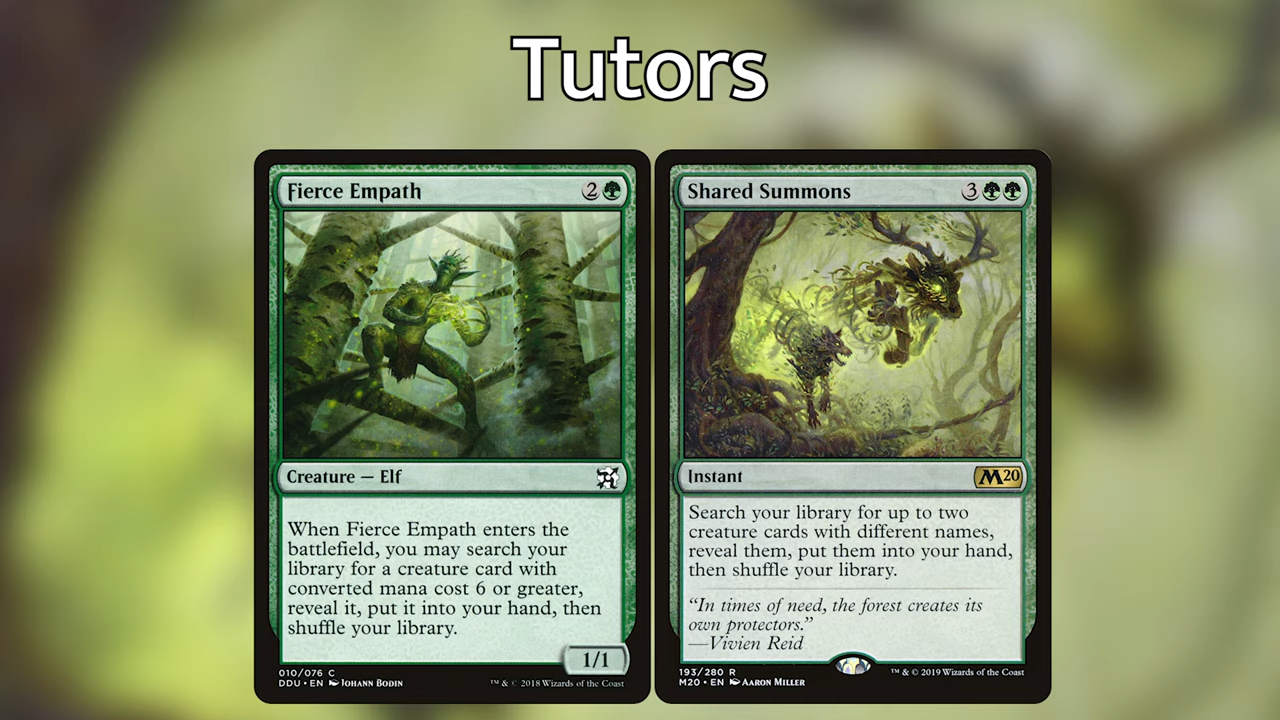 Tutors
Fierce Empath 2
Creature — Elf
When Fierce Empath enters the
battlefield, you may search your
library for a creature card with
converted mana cost 6 or greater,
reveal it, put it into your hand, then
shuffle your library.
1/1
010/076 C
DDU • EN Johann Bodin
™ & © 2018 Wizards of the Coast
Shared Summons 3
Instant M20
Search your library for up to two
creature cards with different names,
reveal them, put them into your hand,
then shuffle your library.
“In times of need, the forest creates its
own protectors.”
—Vivien Reid
193/280 R
M20 • EN Aaron Miller
™ & © 2019 Wizards of the Coast